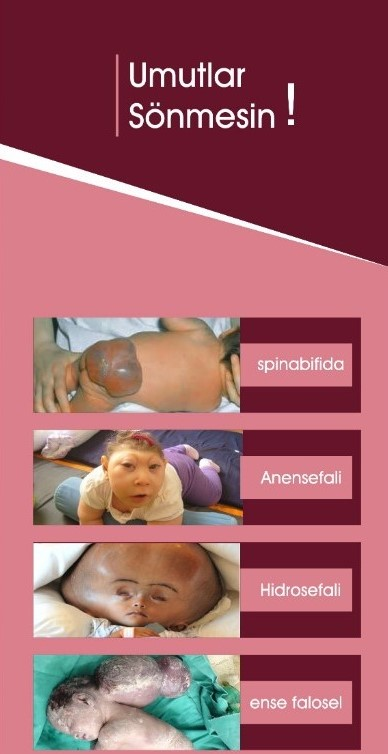 Umutlar
Sönmesin !
spinabifida
Anensefali
Hidrosefali
ense falosel